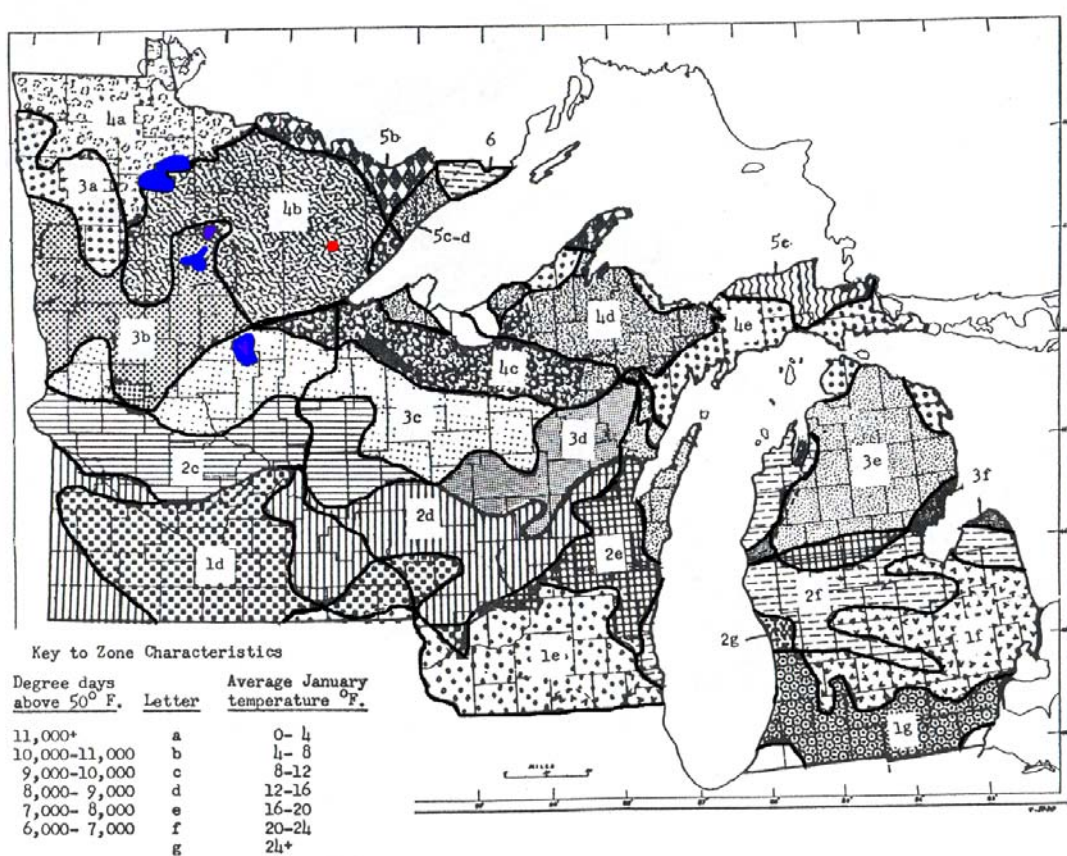 5b
6
4a
3a
4b
5c-d
5e
3b
4d
4e
4c
3c
3d
3e
2c
3f
2d
1d
2e
2f
1f
2g
1e
1g
Key to Zone Characteristics
Degree days Average January
above 50° F. Letter temperature °F.
11,000+ a 0- 4
10,000-11,000 b 4- 8
9,000-10,000 c 8-12
8,000- 9,000 d 12-16
7,000- 8,000 e 16-20
6,000- 7,000 f 20-24
g 24+
MILES